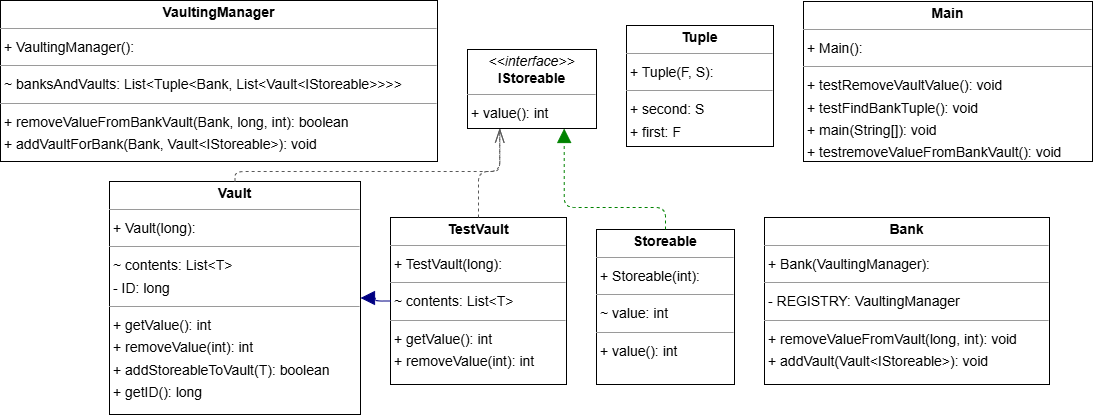 VaultingManager
+ VaultingManager():
~ banksAndVaults: List<Tuple<Bank, List<Vault<IStoreable>>>>
+ removeValueFromBankVault(Bank, long, int): boolean
+ addVaultForBank(Bank, Vault<IStoreable>): void
<<interface>>
IStoreable
+ value(): int
Tuple
+ Tuple(F, S):
+ second: S
+ first: F
Main
+ Main():
+ testRemoveVaultValue(): void
+ testFindBankTuple(): void
+ main(String[]): void
+ testremoveValueFromBankVault(): void
Vault
+ Vault(long):
~ contents: List<T>
- ID: long
+ getValue(): int
+ removeValue(int): int
+ addStoreableToVault(T): boolean
+ getID(): long
TestVault
+ TestVault(long):
~ contents: List<T>
+ getValue(): int
+ removeValue(int): int
Storeable
+ Storeable(int):
~ value: int
+ value(): int
Bank
+ Bank(VaultingManager):
- REGISTRY: VaultingManager
+ removeValueFromVault(long, int): void
+ addVault(Vault<IStoreable>): void